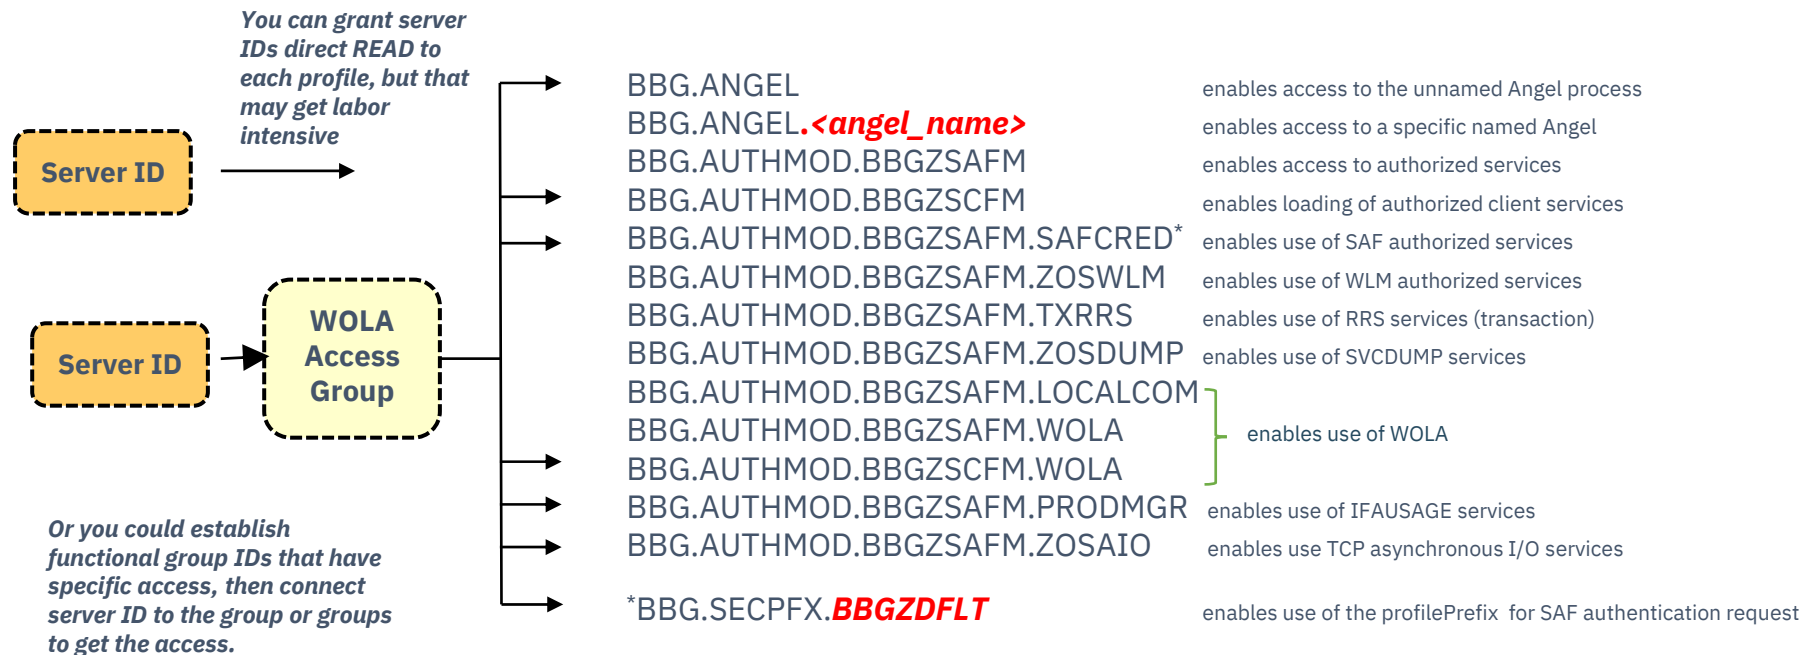 You can grant server
IDs direct READ to
each profile, but that
may get labor
intensive
Server ID
Server ID
WOLA
Access
Group
Or you could establish
functional group IDs that have
specific access, then connect
server ID to the group or groups
to get the access.
BBG.ANGEL enables access to the unnamed Angel process
BBG.ANGEL.<angel_name> enables access to a specific named Angel
BBG.AUTHMOD.BBGZSAFM enables access to authorized services
BBG.AUTHMOD.BBGZSCFM enables loading of authorized client services
BBG.AUTHMOD.BBGZSAFM.SAFCRED* enables use of SAF authorized services
BBG.AUTHMOD.BBGZSAFM.ZOSWLM enables use of WLM authorized services
BBG.AUTHMOD.BBGZSAFM.TXRRS enables use of RRS services (transaction)
BBG.AUTHMOD.BBGZSAFM.ZOSDUMP enables use of SVCDUMP services
BBG.AUTHMOD.BBGZSAFM.LOCALCOM
BBG.AUTHMOD.BBGZSAFM.WOLA enables use of WOLA
BBG.AUTHMOD.BBGZSCFM.WOLA
BBG.AUTHMOD.BBGZSAFM.PRODMGR enables use of IFAUSAGE services
BBG.AUTHMOD.BBGZSAFM.ZOSAIO enables use TCP asynchronous I/O services
*BBG.SECPFX.BBGZDFLT enables use of the profilePrefix for SAF authentication request